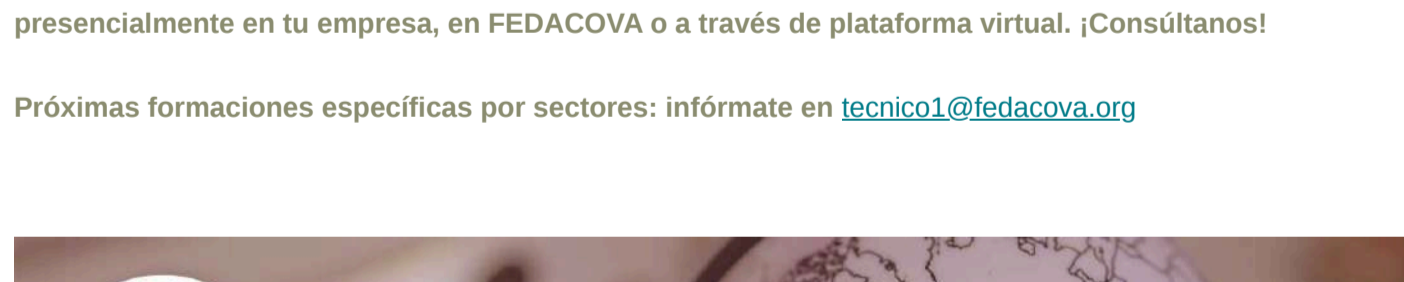 presencialmente en tu empresa, en FEDACOVA o a través de plataforma virtual. ¡Consúltanos!
Próximas formaciones específicas por sectores: infórmate en tecnico1@fedacova.org